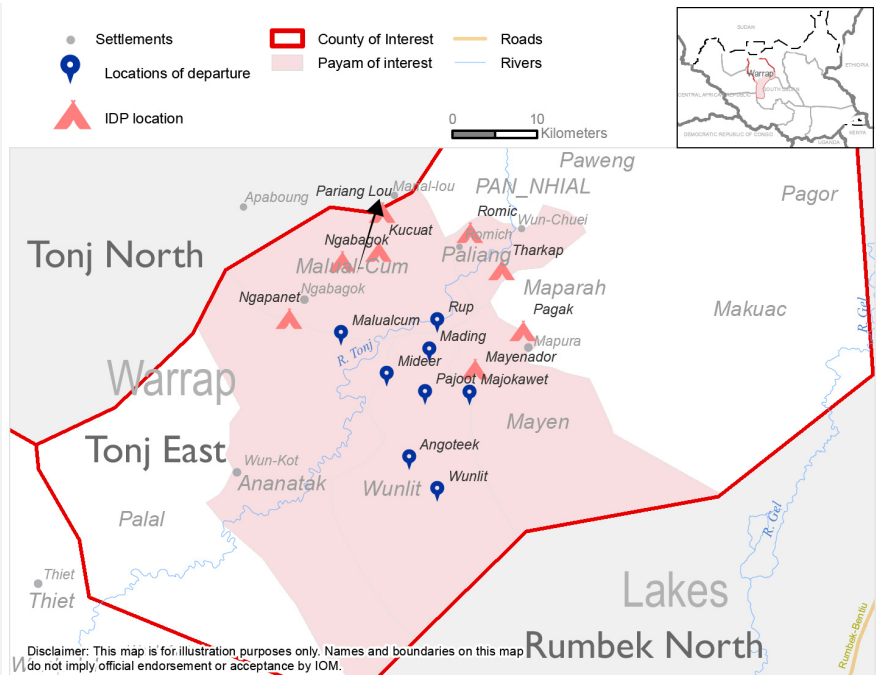 Settlements
Locations of departure
IDP location
County of Interest
Payam of interest
Roads
Rivers
0 10
Kilometers
SUDAN
ETHIOPIA
Warrap
SOUTH SUDAN
CENTRAL AFRICAN REPUBLIC
DEMOCRATIC REPUBLIC OF CONGO
KENYA
UGANDA
Paweng
Pariang Lou
PAN_NHIAL
Pagor
Apaboung
Romic
Wun-Chuei
Kucuat
Romich
Tonj North
Ngabagok
Paliang
Tharkap
Malual-Cum
Maparah
Ngapanet
Ngabagok
Rup
Pagak
Makuac
R. Gel
Malualcum
Mading
Mapura
R. Tonj
Mideer
Mayenador
Warrap
Pajoot
Majokawet
Mayen
Tonj East
Angoteek
Wun-Kot
Ananatak
Wunlit
Wunlit
Palal
R. Gel
Thiet
Thiet
Lakes
Rumbek North
Rumbek-Bentiu
Disclaimer: This map is for illustration purposes only. Names and boundaries on this map
do not imply official endorsement or acceptance by IOM.